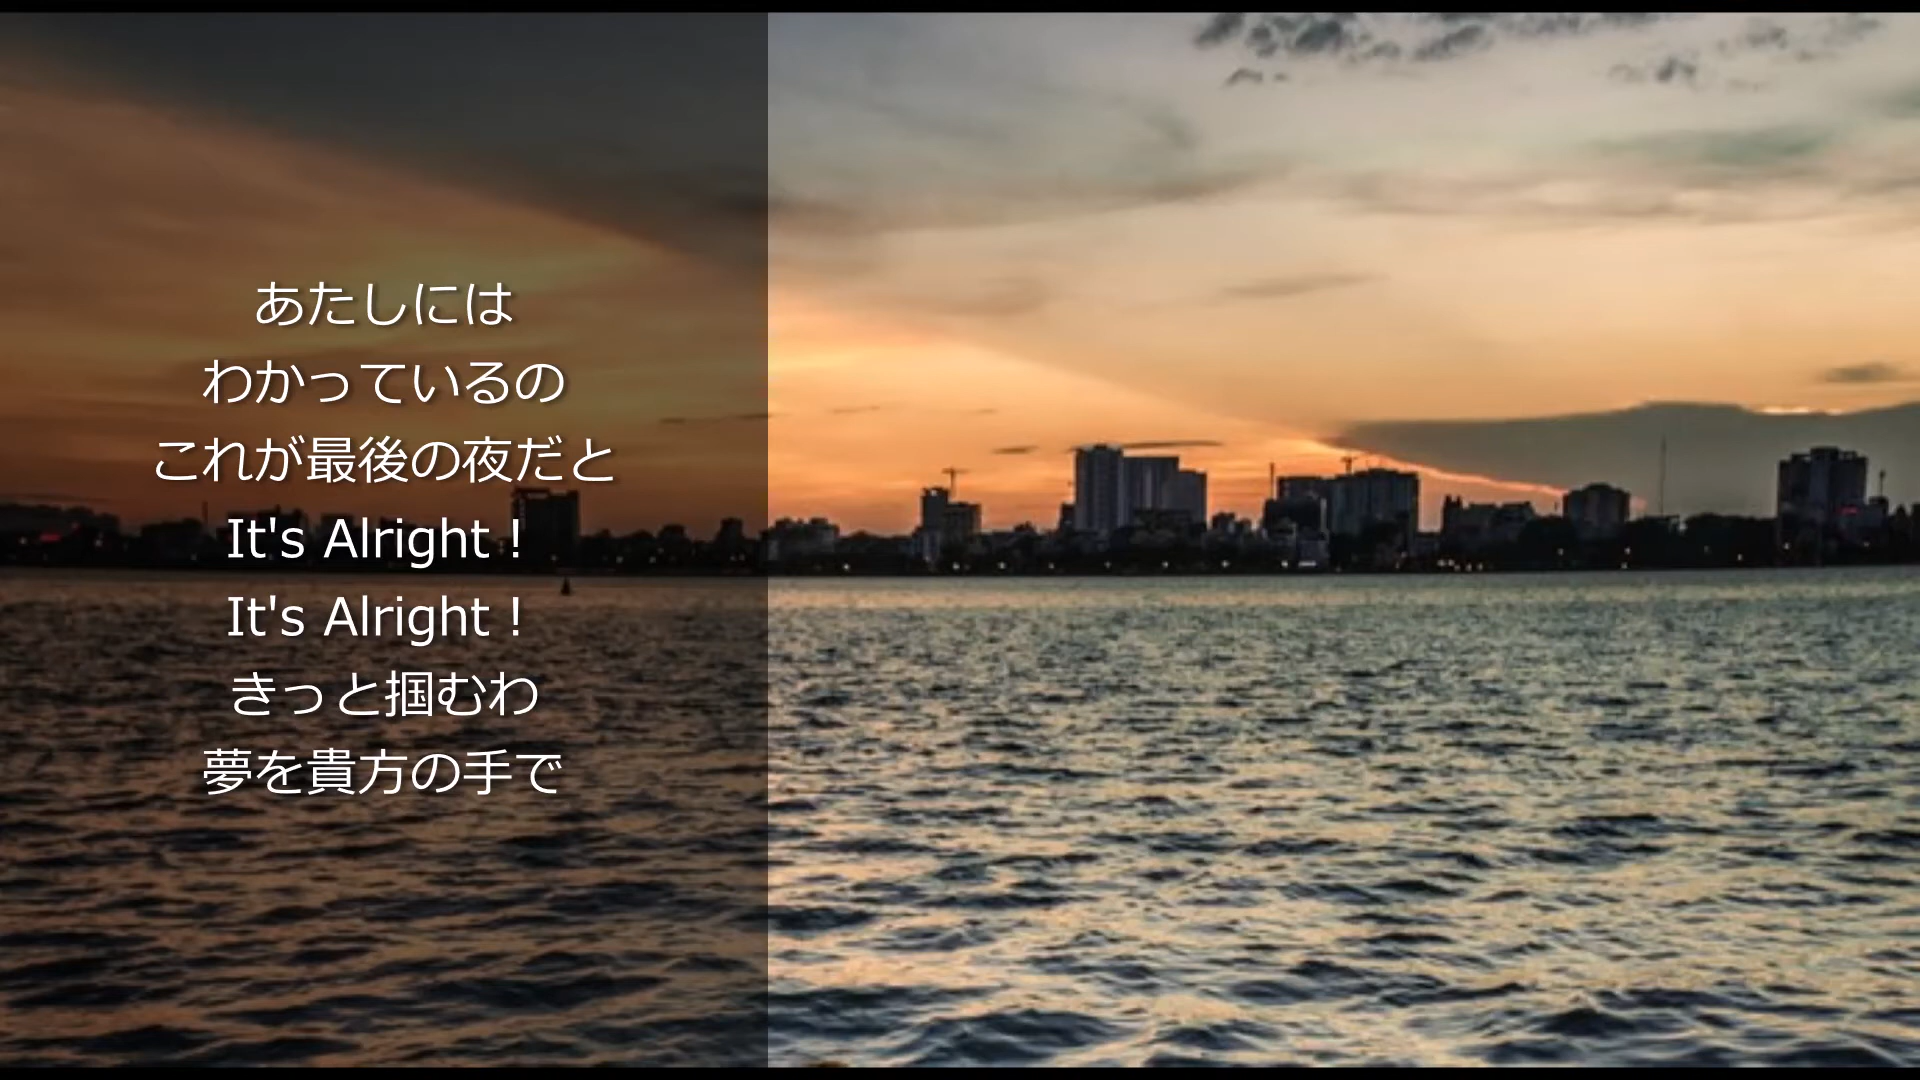 あたしには
わかっているの
これが最後の夜だと
It's Alright !
It's Alright !
きっと掴むわ
夢を貴方の手で